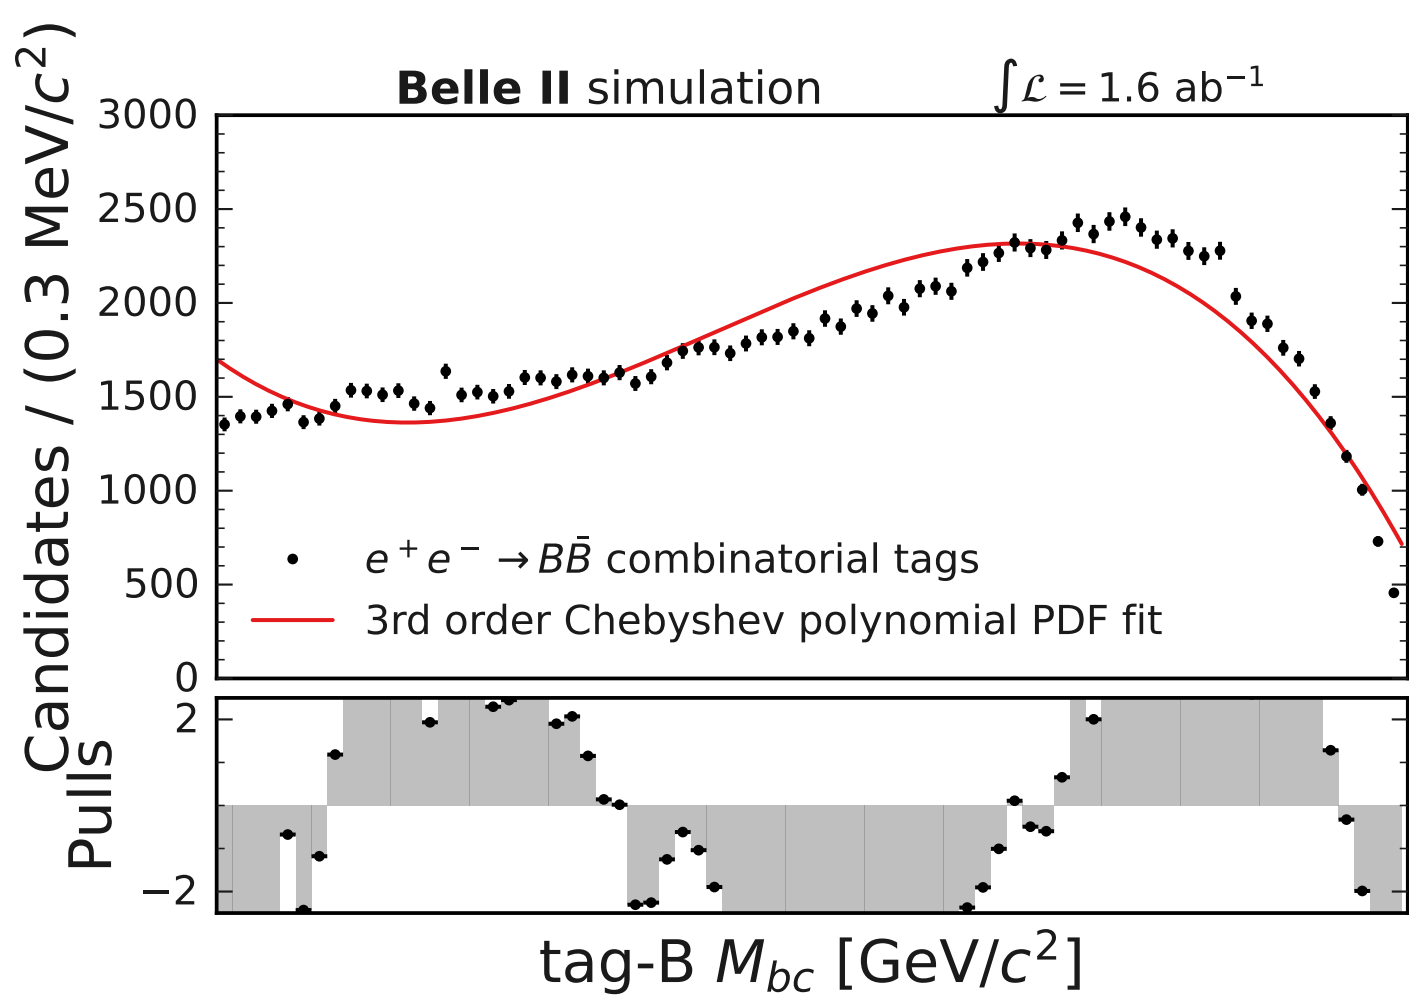 Belle II simulation
∫ℒ = 1.6 ab⁻¹
Candidates / (0.3 MeV/c²)
3000
2500
2000
1500
1000
500
0
e⁺e⁻ → BB̄ combinatorial tags
3rd order Chebyshev polynomial PDF fit
Pulls
2
−2
tag-B M_bc [GeV/c²]